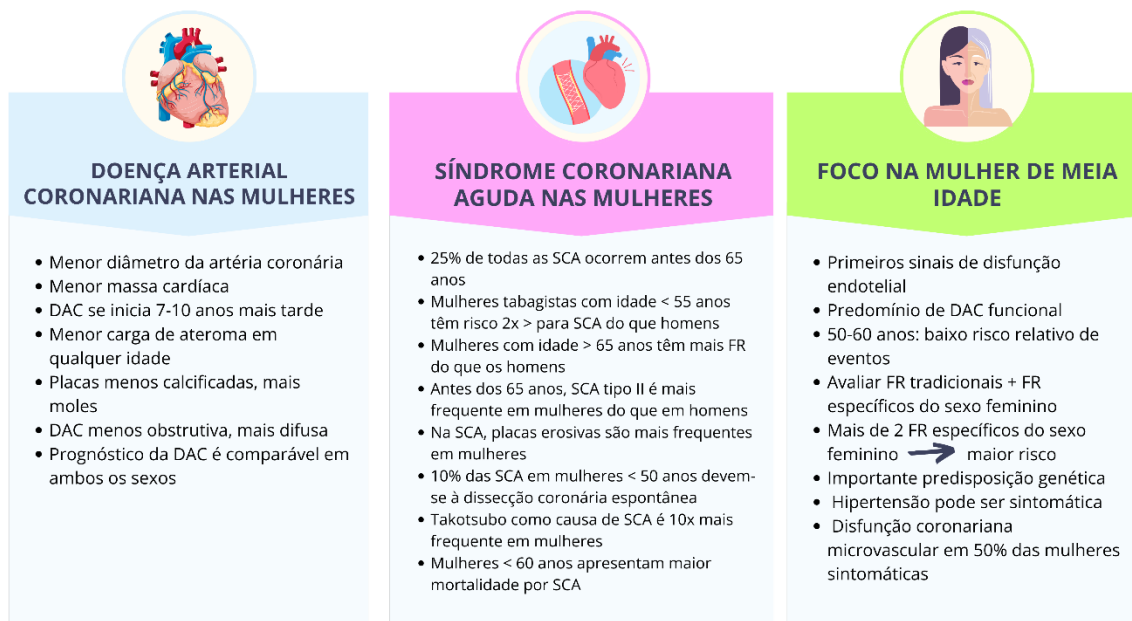 DOENÇA ARTERIAL
CORONARIANA NAS MULHERES
• Menor diâmetro da artéria coronária
• Menor massa cardíaca
• DAC se inicia 7-10 anos mais tarde
• Menor carga de ateroma em
qualquer idade
• Placas menos calcificadas, mais
moles
• DAC menos obstrutiva, mais difusa
• Prognóstico da DAC é comparável em
ambos os sexos
SÍNDROME CORONARIANA
AGUDA NAS MULHERES
• 25% de todas as SCA ocorrem antes dos 65
anos
• Mulheres tabagistas com idade < 55 anos
têm risco 2x > para SCA do que homens
• Mulheres com idade > 65 anos têm mais FR
do que os homens
• Antes dos 65 anos, SCA tipo II é mais
frequente em mulheres do que em homens
• Na SCA, placas erosivas são mais frequentes
em mulheres
• 10% das SCA em mulheres < 50 anos devem-
se à dissecção coronária espontânea
• Takotsubo como causa de SCA é 10x mais
frequente em mulheres
• Mulheres < 60 anos apresentam maior
mortalidade por SCA
FOCO NA MULHER DE MEIA
IDADE
• Primeiros sinais de disfunção
endotelial
• Predomínio de DAC funcional
• 50-60 anos: baixo risco relativo de
eventos
• Avaliar FR tradicionais + FR
específicos do sexo feminino
• Mais de 2 FR específicos do sexo
feminino → maior risco
• Importante predisposição genética
• Hipertensão pode ser sintomática
• Disfunção coronariana
microvascular em 50% das mulheres
sintomáticas